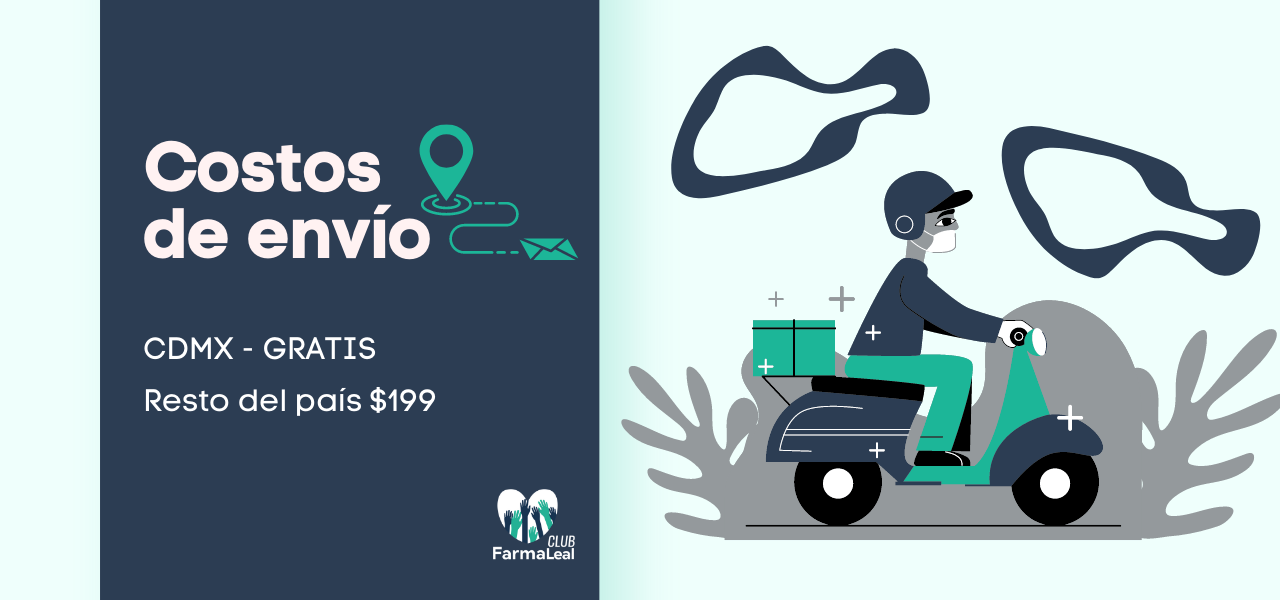 Costos
de envío
CDMX - GRATIS
Resto del país $199
CLUB
FarmaLeal